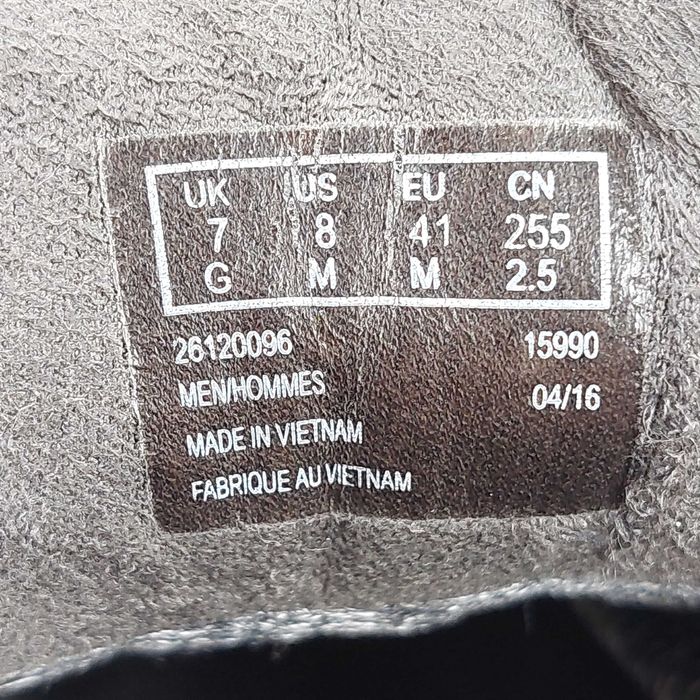 UK US EU CN
7 8 41 255
G M M 2.5
26120096 15990
MEN/HOMMES 04/16
MADE IN VIETNAM
FABRIQUE AU VIETNAM